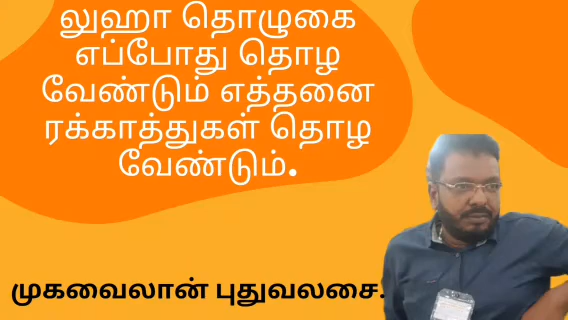 லுஹா தொழுகை
எப்போது தொழ
வேண்டும் எத்தனை
ரக்காத்துகள் தொழ
வேண்டும்.
முகவைலான் புதுவலசை.